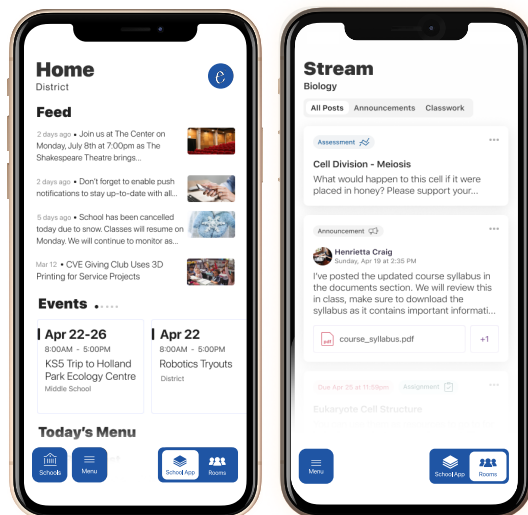 Home
District
e
Feed
2 days ago • Join us at The Center on
Monday, July 8th at 7:00pm as The
Shakespeare Theatre brings...
2 days ago • Don't forget to enable push
notifications to stay up-to-date with all...
5 days ago • School has been cancelled
today due to snow. Classes will resume on
Monday. We will continue to monitor as...
Mar 12 • CVE Giving Club Uses 3D
Printing for Service Projects
Events
Apr 22-26
8:00AM - 5:00PM
KS5 Trip to Holland
Park Ecology Centre
Middle School
Apr 22
8:00AM - 5:00PM
Robotics Tryouts
District
Today's Menu
Schools
Menu
School App
Rooms
Stream
Biology
All Posts Announcements Classwork
Assessment
Cell Division - Meiosis
What would happen to this cell if it were
placed in honey? Please support your...
Announcement
Henrietta Craig
Sunday, Apr 19 at 2:35 PM
I've posted the updated course syllabus in
the documents section. We will review this
in class, make sure to download the
syllabus as it contains important informati...
pdf
course_syllabus.pdf
+1
Due Apr 25 at 11:59pm Assignment
Eukaryote Cell Structure
Menu
School App
Rooms